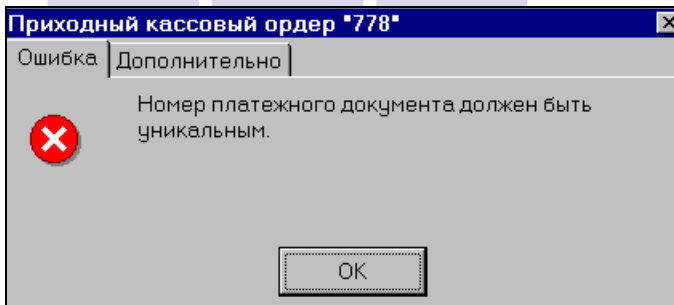 Приходный кассовый ордер "778"
Ошибка Дополнительно
Номер платежного документа должен быть
уникальным.
OK